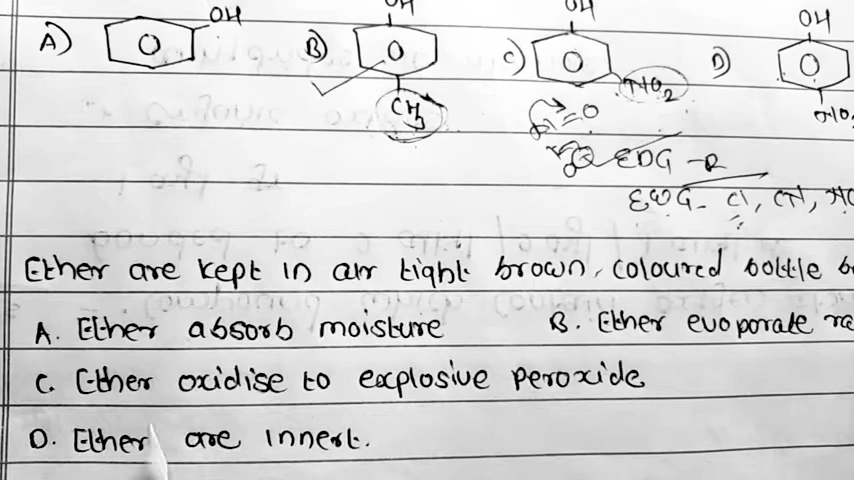 OH OH OH OH
A) B) C) D)
NO2
CH3
=O
EDG - R
EWG - Cl, CN,
Ether are kept in air tight brown, coloured bottle
A. Ether absorb moisture B. Ether evoporate
C. Ether oxidise to explosive peroxide
D. Ether are innert.